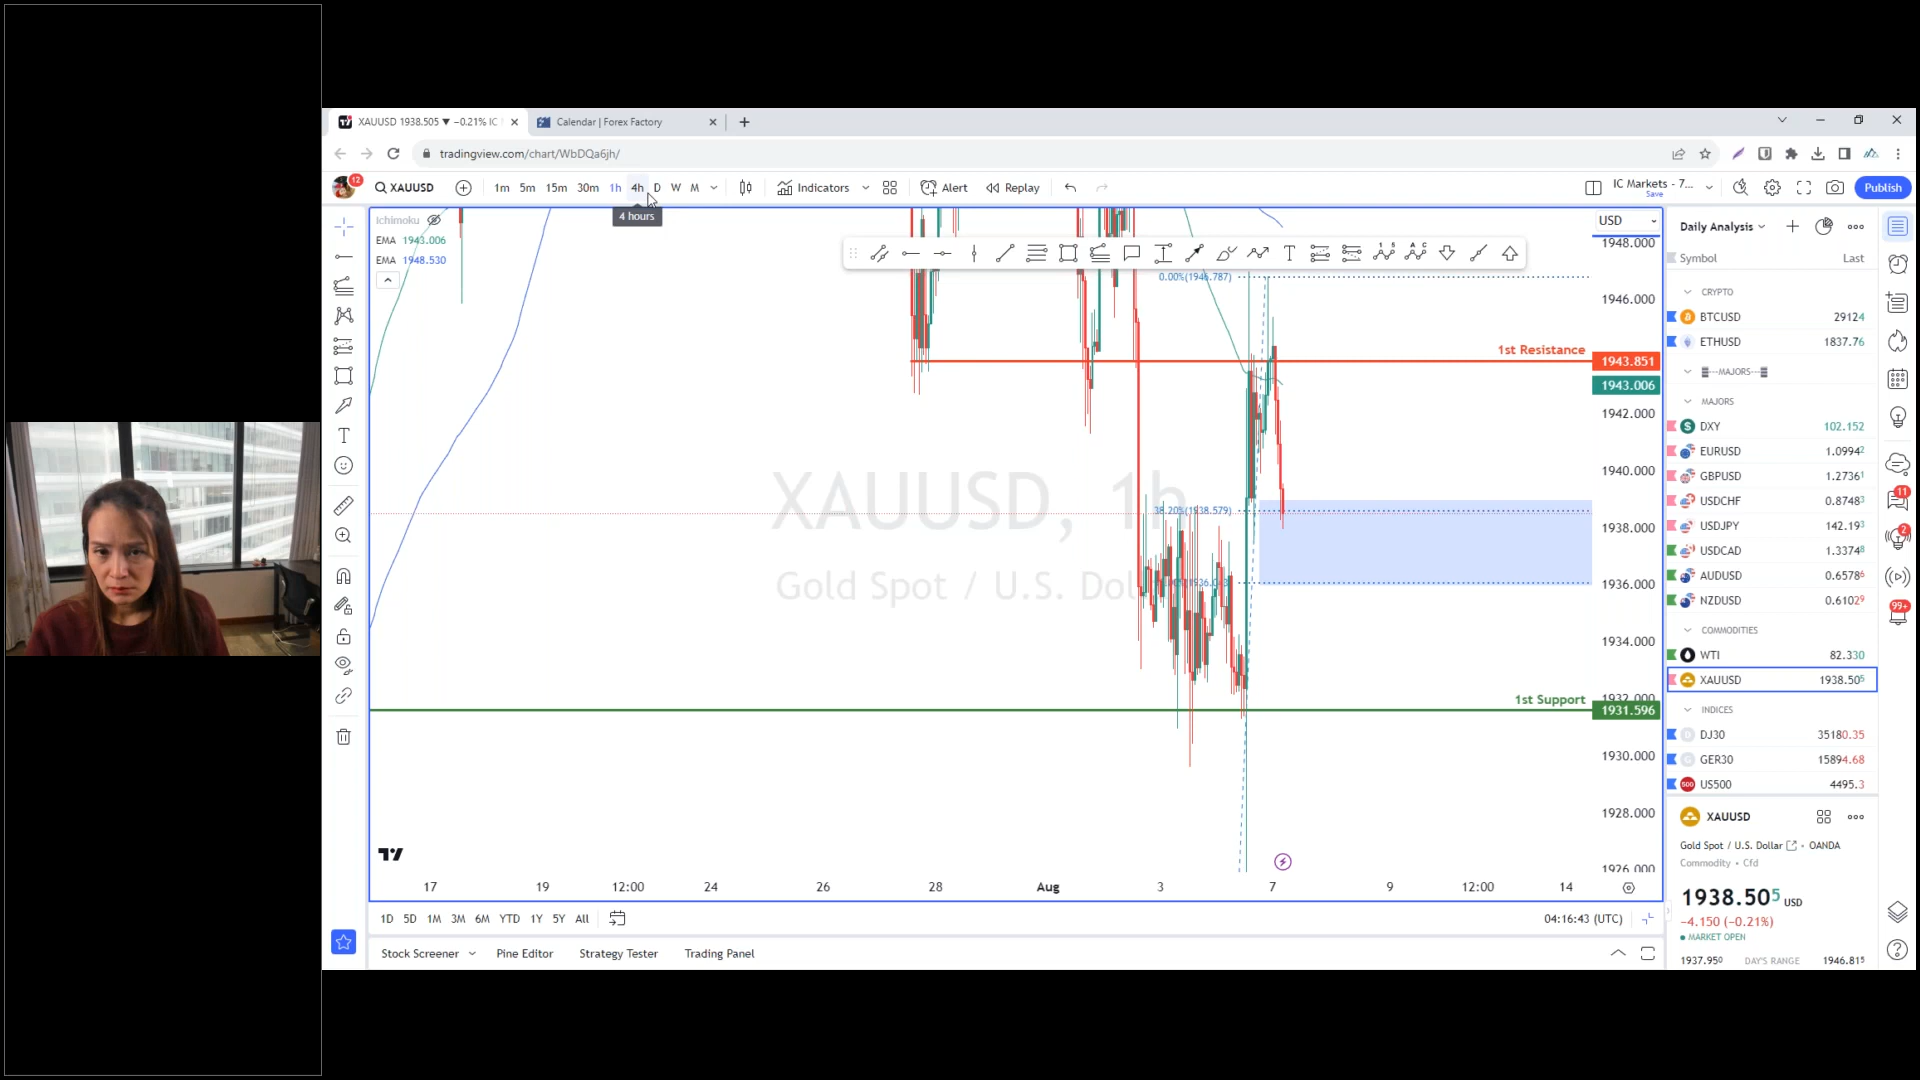 XAUUSD 1938.505 ▼ −0.21% IC
Calendar | Forex Factory
tradingview.com/chart/WbDQa6jh/
12
XAUUSD
1m 5m 15m 30m 1h 4h D W M
Indicators
Alert
Replay
IC Markets - 7...
Save
Publish
4 hours
Ichimoku
EMA 1943.006
EMA 1948.530
USD
1948.000
0.00%(1946.787)
1946.000
1st Resistance
1943.851
1943.006
1942.000
1940.000
XAUUSD, 1h
38.20%(1938.579)
1938.000
Gold Spot / U.S. Dol
1936.000
1934.000
1932.000
1st Support
1931.596
1930.000
1928.000
1926.000
17 19 12:00 24 26 28 Aug 3 7 9 12:00 14
1D 5D 1M 3M 6M YTD 1Y 5Y All
04:16:43 (UTC)
Stock Screener
Pine Editor
Strategy Tester
Trading Panel
Daily Analysis
Symbol Last
CRYPTO
BTCUSD 29124
ETHUSD 1837.76
---MAJORS---
MAJORS
DXY 102.152
EURUSD 1.09942
GBPUSD 1.27361
USDCHF 0.87483
USDJPY 142.193
USDCAD 1.33748
AUDUSD 0.65786
NZDUSD 0.61029
COMMODITIES
WTI 82.330
XAUUSD 1938.505
INDICES
DJ30 35180.35
GER30 15894.68
US500 4495.3
XAUUSD
Gold Spot / U.S. Dollar • OANDA
Commodity • Cfd
1938.505 USD
−4.150 (−0.21%)
MARKET OPEN
1937.950 DAY'S RANGE 1946.815
11
2
99+